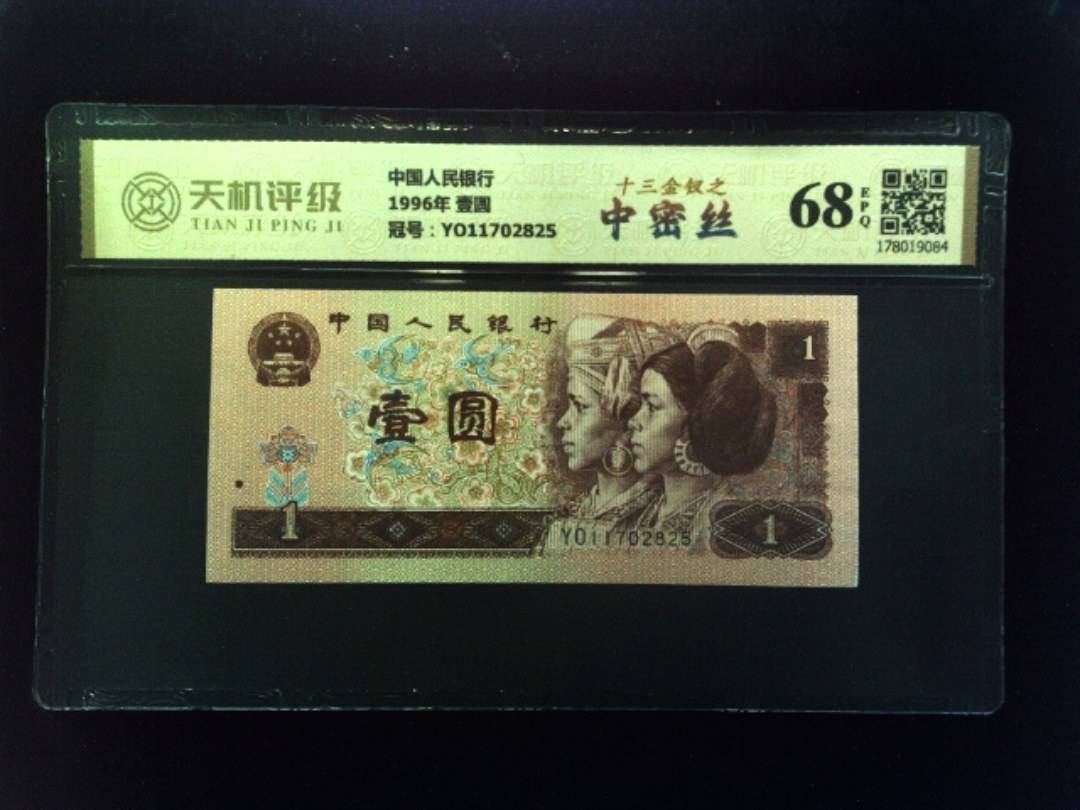 天机评级
TIAN JI PING JI
中国人民银行
1996年 壹圆
冠号：YO11702825
十三金钗之
中密丝
68
EPQ
178019084
中国人民银行
1
壹圆
1
YO11702825
1